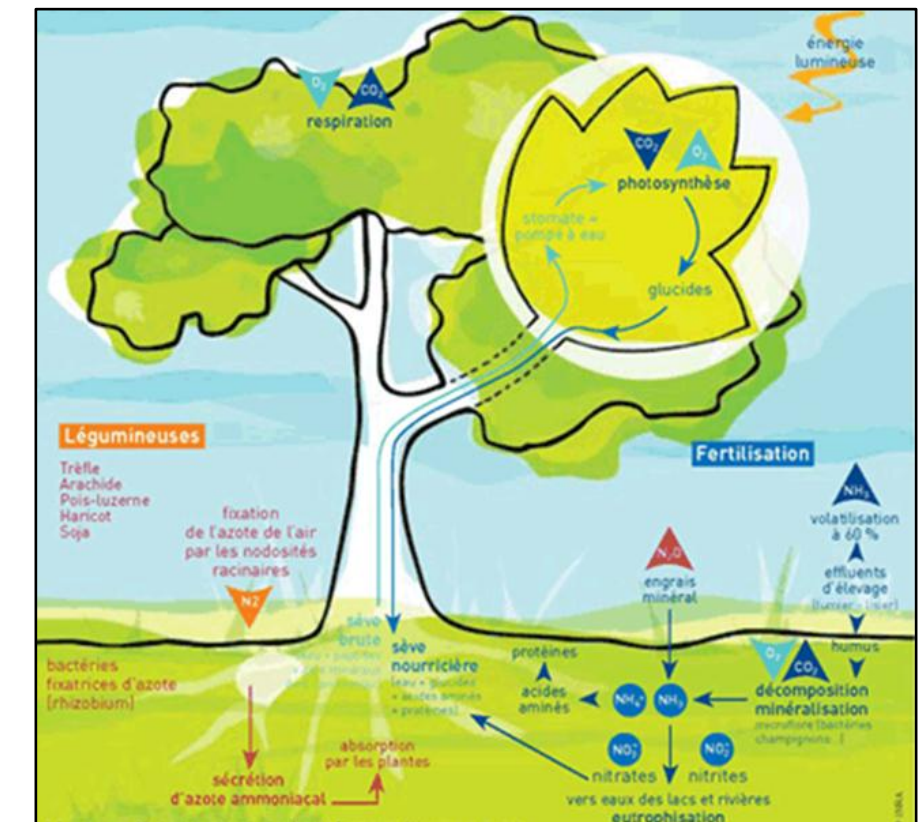 énergie
lumineuse
O₂
CO₂
respiration
CO₂
O₂
photosynthèse
stomate =
pompe à eau
glucides
Légumineuses
Trèfle
Arachide
Pois-luzerne
Haricot
Soja
fixation
de l'azote de l'air
par les nodosités
racinaires
N2
bactéries
fixatrices d'azote
(rhizobium)
sécrétion
d'azote ammoniaçal
absorption
par les plantes
sève
brute
sève
nourricière
(eau + glucides
+ acides aminés
+ protéines)
Fertilisation
NH₃
volatilisation
à 60 %
effluents
d'élevage
(fumier - lisier)
humus
N₂O
engrais
minéral
O₂
CO₂
décomposition
minéralisation
microflore (bactéries
champignons...)
protéines
acides
aminés
NH₄⁺
NH₃
NO₃⁻
nitrates
NO₂⁻
nitrites
vers eaux des lacs et rivières
eutrophisation
INRA